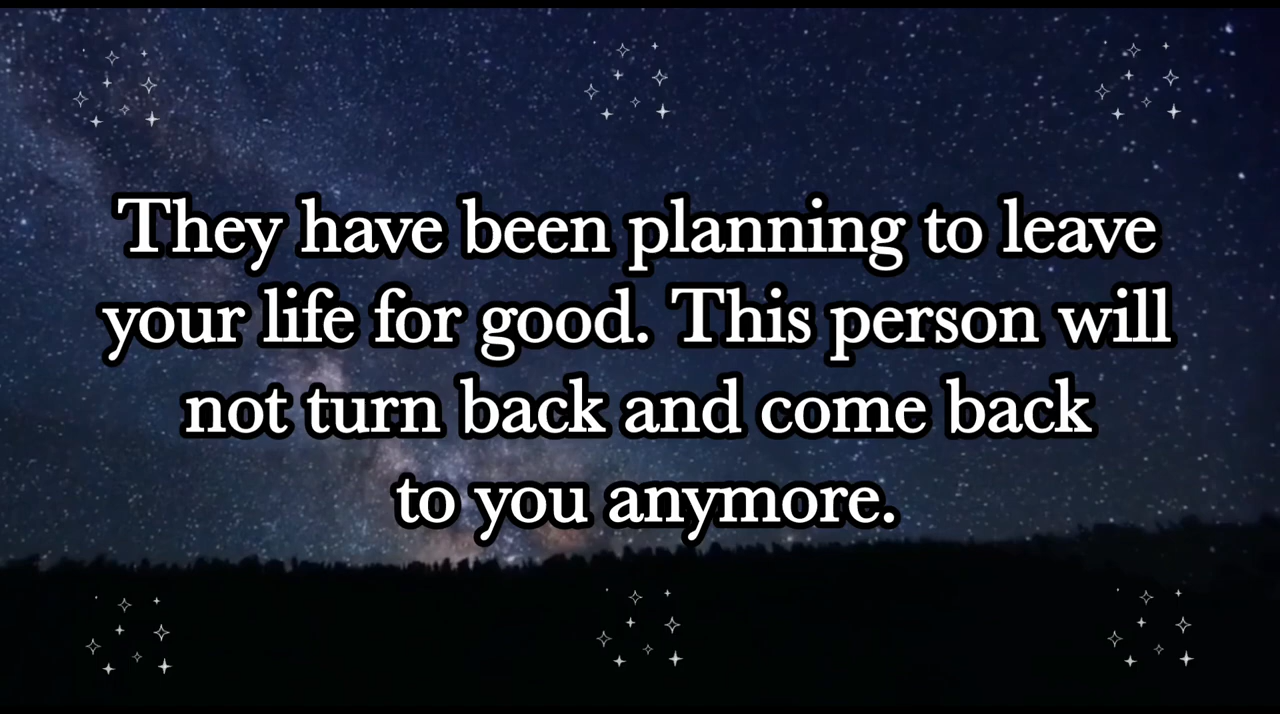 They have been planning to leave
your life for good. This person will
not turn back and come back
to you anymore.